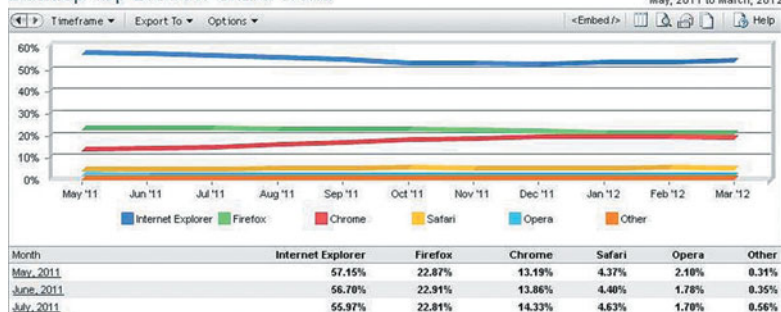 May, 2011 to March, 2012
Timeframe Export To Options <Embed /> Help
60%
50%
40%
30%
20%
10%
0%
May '11 Jun '11 Jul '11 Aug '11 Sep '11 Oct '11 Nov '11 Dec '11 Jan '12 Feb '12 Mar '12
Internet Explorer Firefox Chrome Safari Opera Other
Month Internet Explorer Firefox Chrome Safari Opera Other
May, 2011 57.15% 22.87% 13.19% 4.37% 2.10% 0.31%
June, 2011 56.70% 22.91% 13.86% 4.40% 1.78% 0.35%
July, 2011 55.97% 22.81% 14.33% 4.63% 1.70% 0.56%